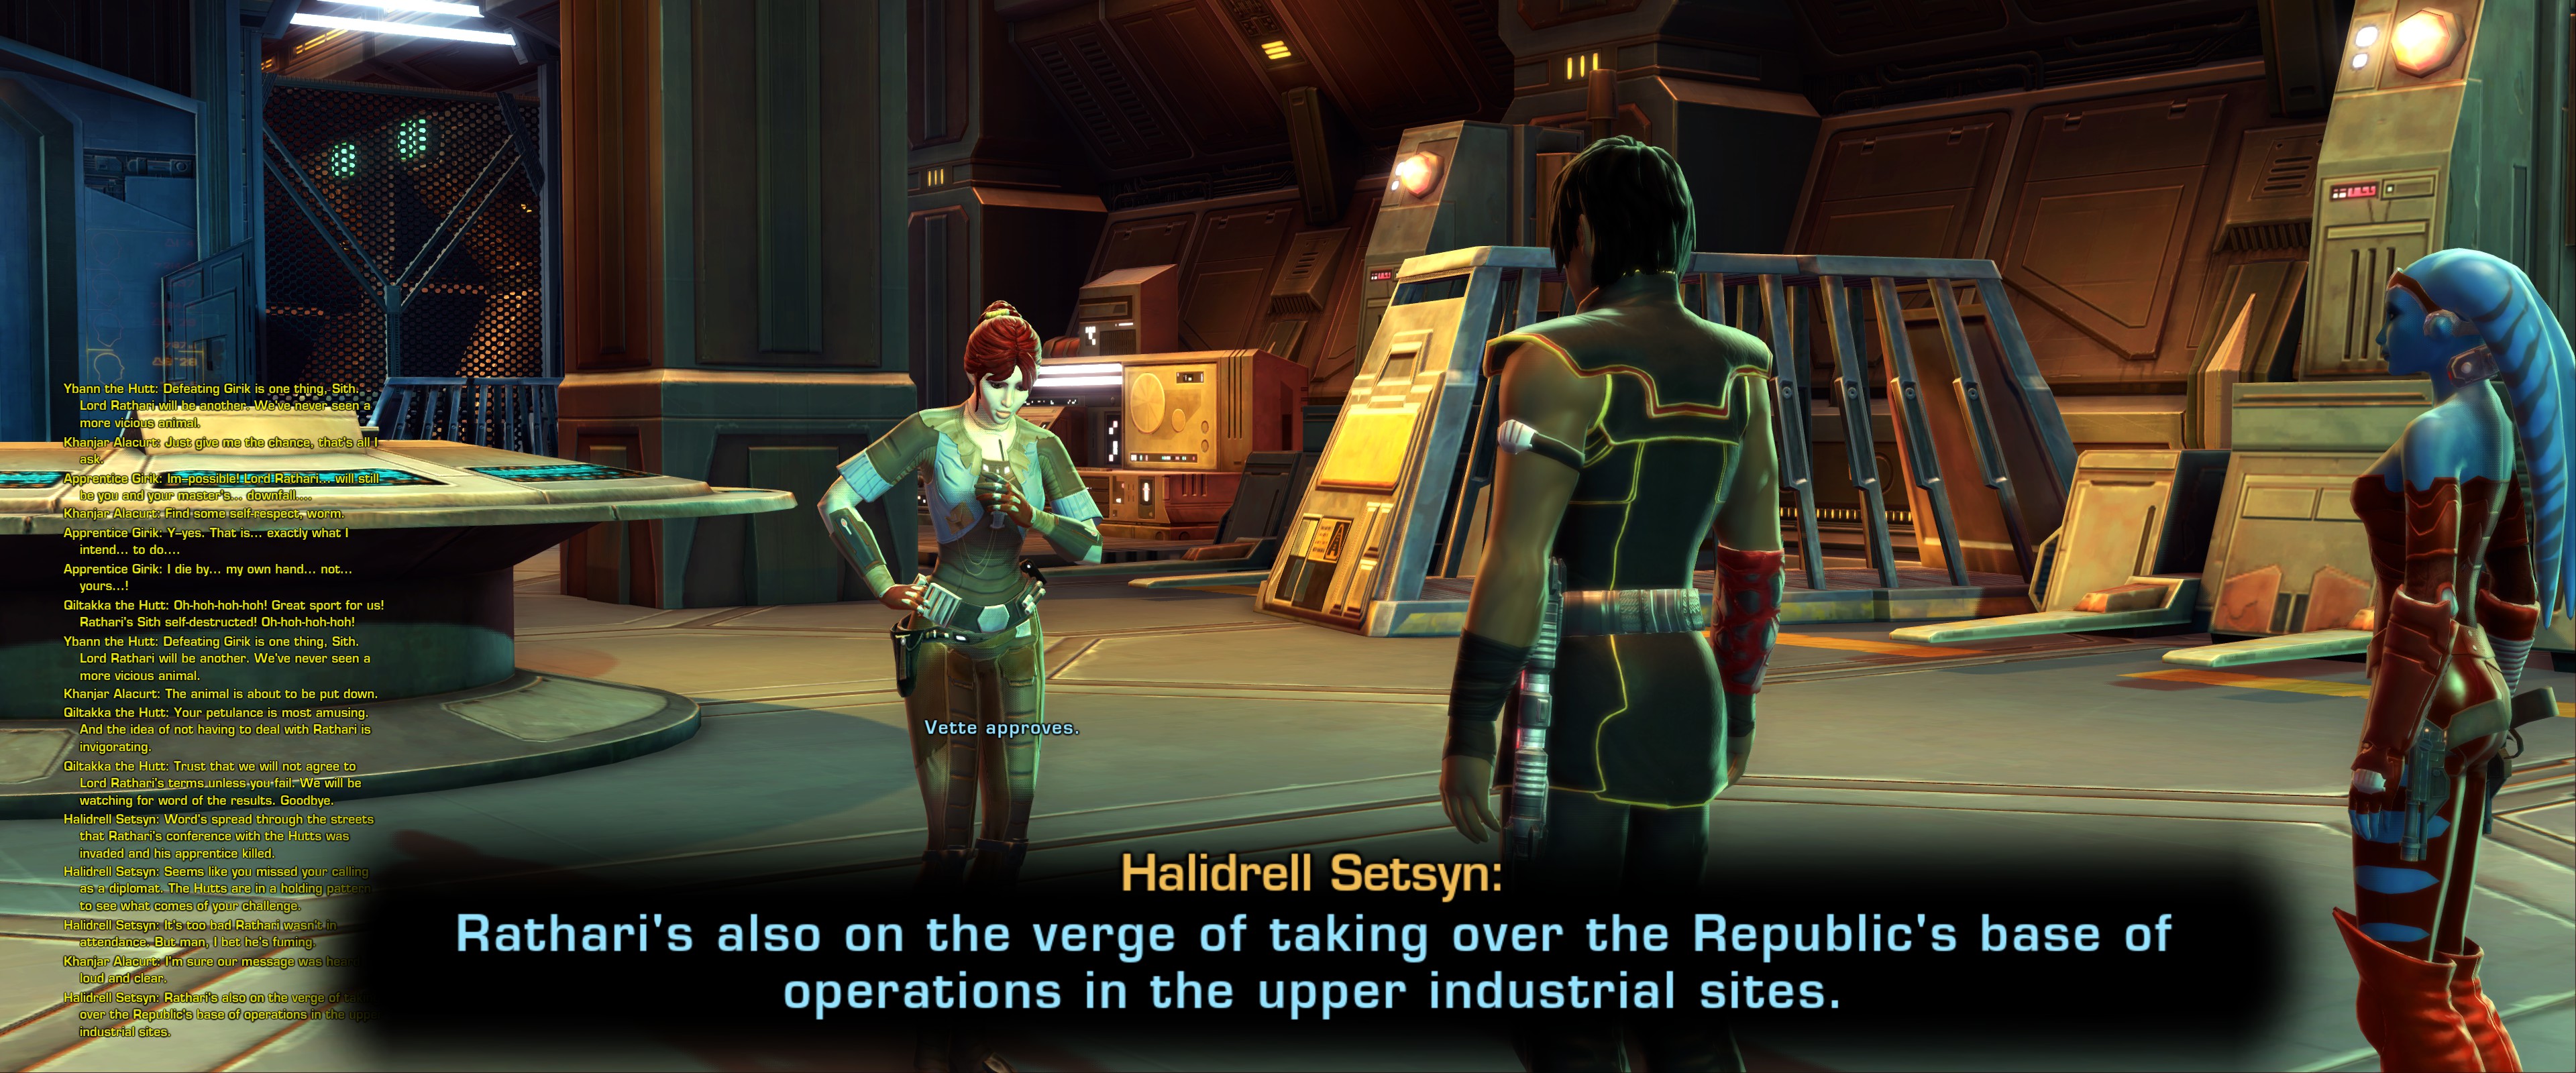 Ybann the Hutt: Defeating Girik is one thing, Sith.
Lord Rathari will be another. We've never seen a
more vicious animal.
Khanjar Alacurt: Just give me the chance, that's all I
ask.
Apprentice Girik: Im-possible! Lord Rathari... will still
be you and your master's... downfall....
Khanjar Alacurt: Find some self-respect, worm.
Apprentice Girik: Y-yes. That is... exactly what I
intend... to do....
Apprentice Girik: I die by... my own hand... not...
yours...!
Qiltakka the Hutt: Oh-hoh-hoh-hoh! Great sport for us!
Rathari's Sith self-destructed! Oh-hoh-hoh-hoh!
Ybann the Hutt: Defeating Girik is one thing, Sith.
Lord Rathari will be another. We've never seen a
more vicious animal.
Khanjar Alacurt: The animal is about to be put down.
Qiltakka the Hutt: Your petulance is most amusing.
And the idea of not having to deal with Rathari is
invigorating.
Qiltakka the Hutt: Trust that we will not agree to
Lord Rathari's terms unless you fail. We will be
watching for word of the results. Goodbye.
Halidrell Setsyn: Word's spread through the streets
that Rathari's conference with the Hutts was
invaded and his apprentice killed.
Halidrell Setsyn: Seems like you missed your calling
as a diplomat. The Hutts are in a holding pattern
to see what comes of your challenge.
Halidrell Setsyn: It's too bad Rathari wasn't in
attendance. But man, I bet he's fuming.
Khanjar Alacurt: I'm sure our message was heard
loud and clear.
Halidrell Setsyn: Rathari's also on the verge of taking
over the Republic's base of operations in the upper
industrial sites.
Vette approves.
Halidrell Setsyn:
Rathari's also on the verge of taking over the Republic's base of
operations in the upper industrial sites.